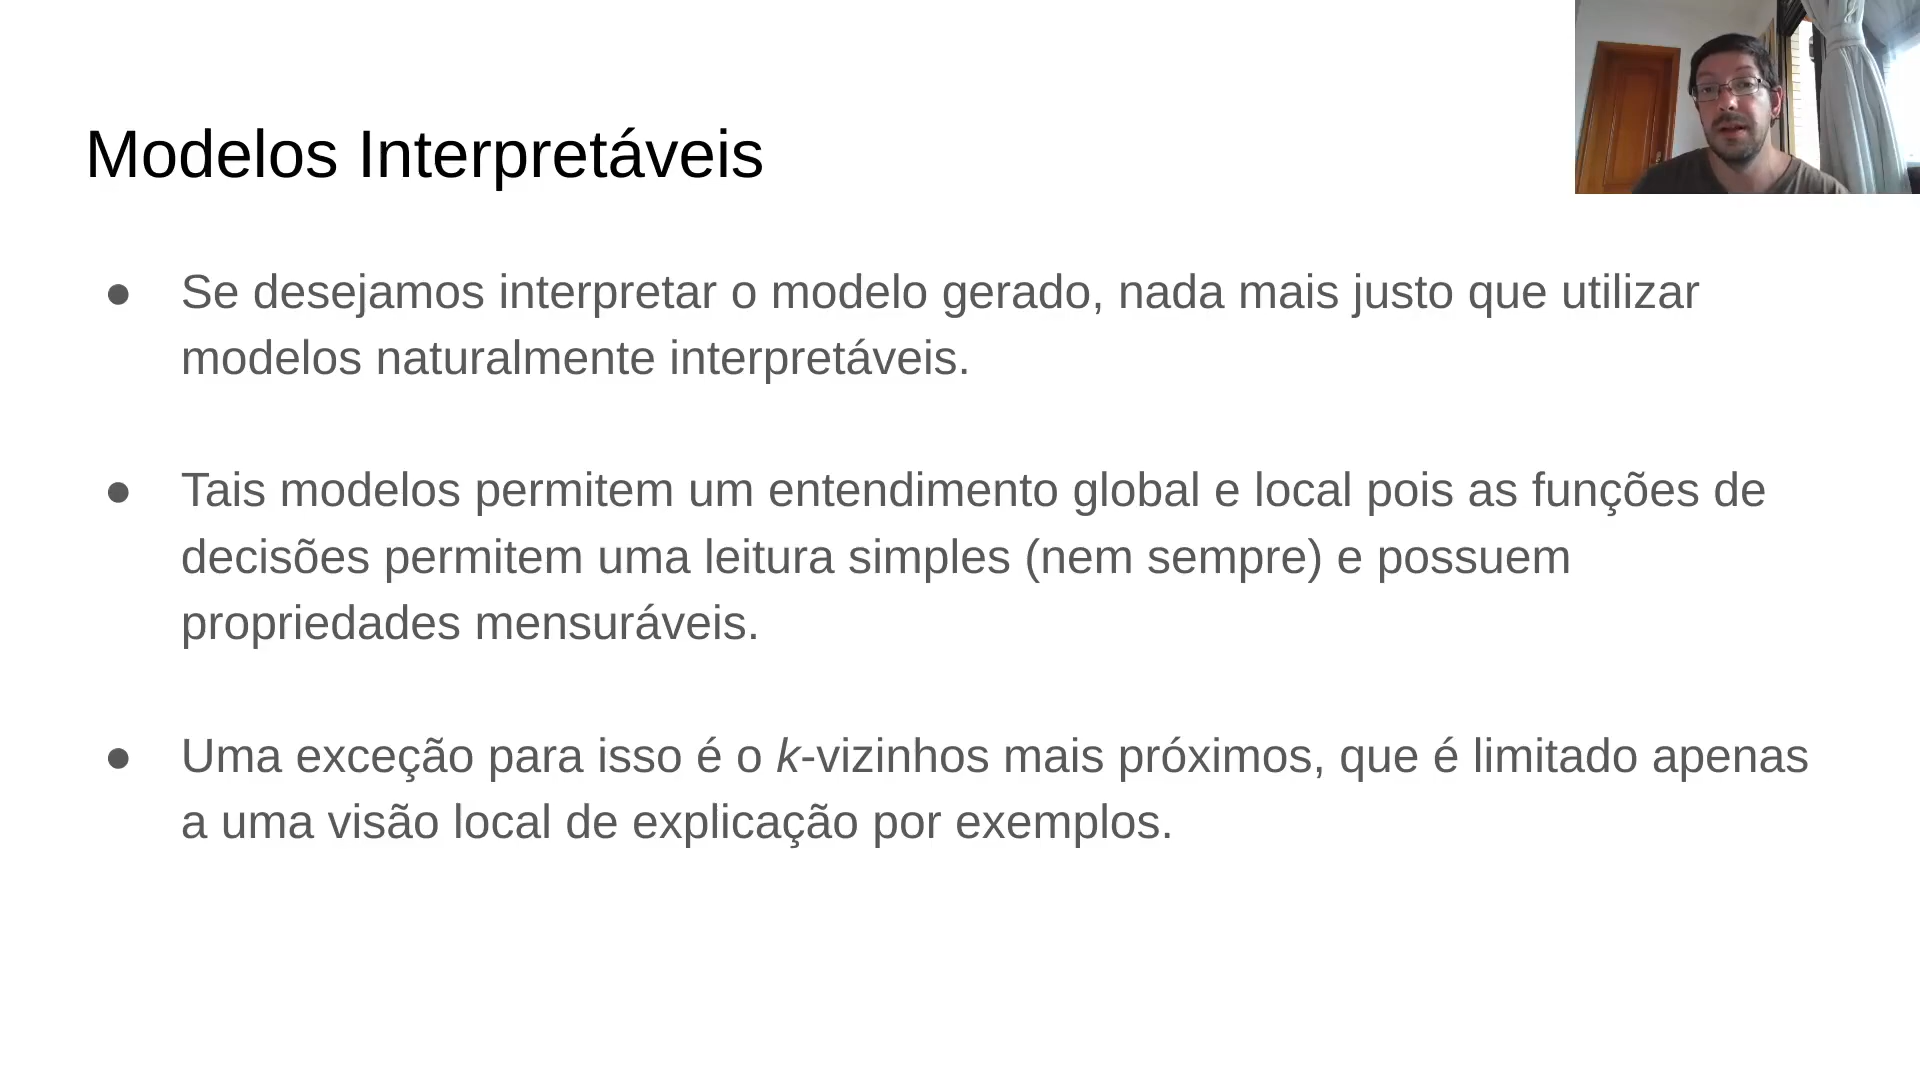 Modelos Interpretáveis
● Se desejamos interpretar o modelo gerado, nada mais justo que utilizar
modelos naturalmente interpretáveis.
● Tais modelos permitem um entendimento global e local pois as funções de
decisões permitem uma leitura simples (nem sempre) e possuem
propriedades mensuráveis.
● Uma exceção para isso é o k-vizinhos mais próximos, que é limitado apenas
a uma visão local de explicação por exemplos.